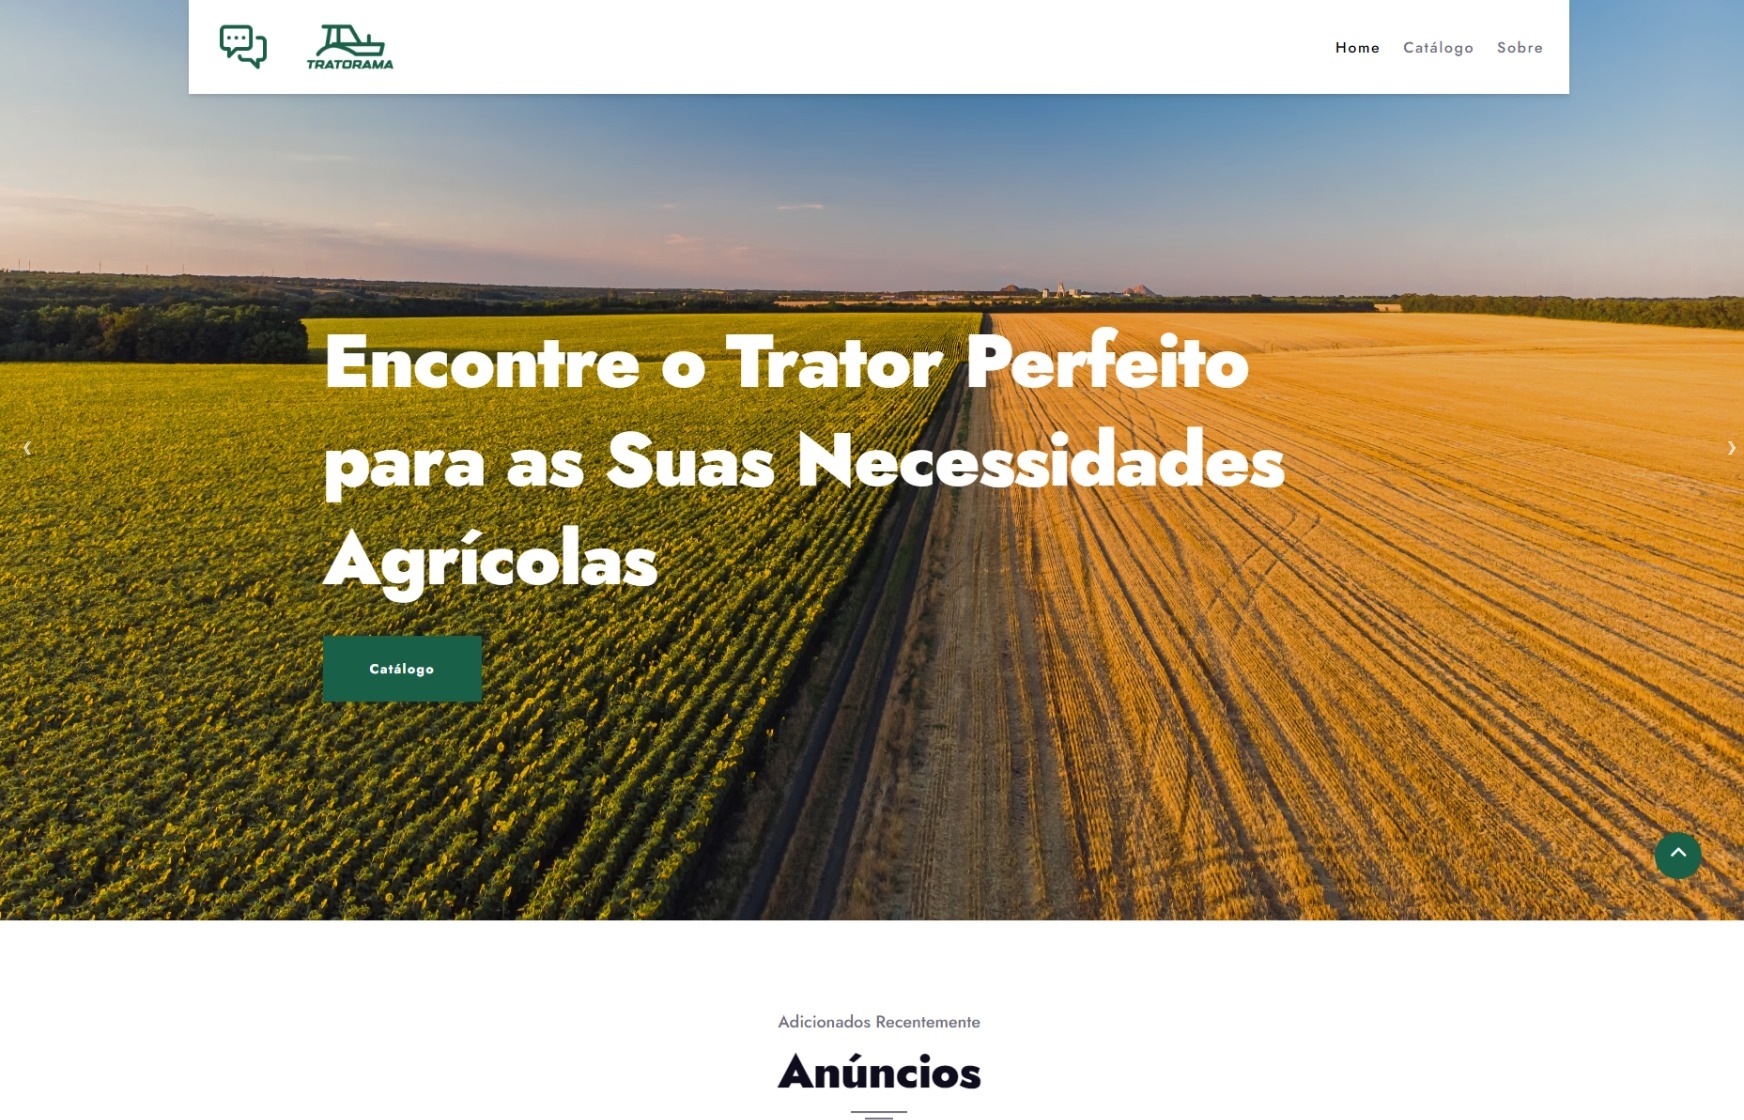 TRATORAMA
Home Catálogo Sobre
Encontre o Trator Perfeito
para as Suas Necessidades
Agrícolas
Catálogo
Adicionados Recentemente
Anúncios